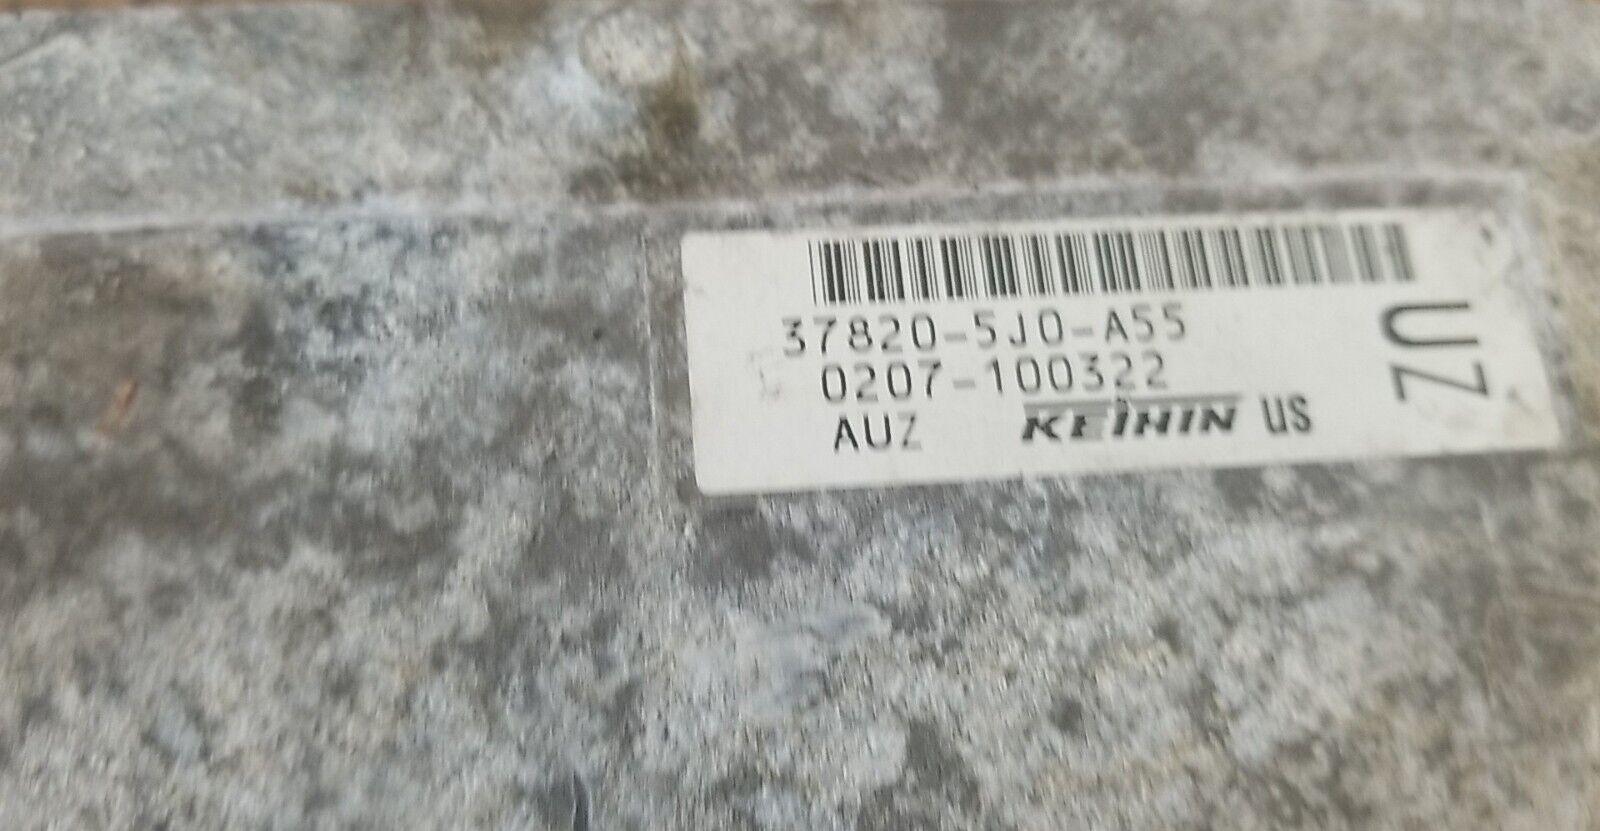 37820-5J0-A55
0207-100322
AUZ KEIHIN US
UZ